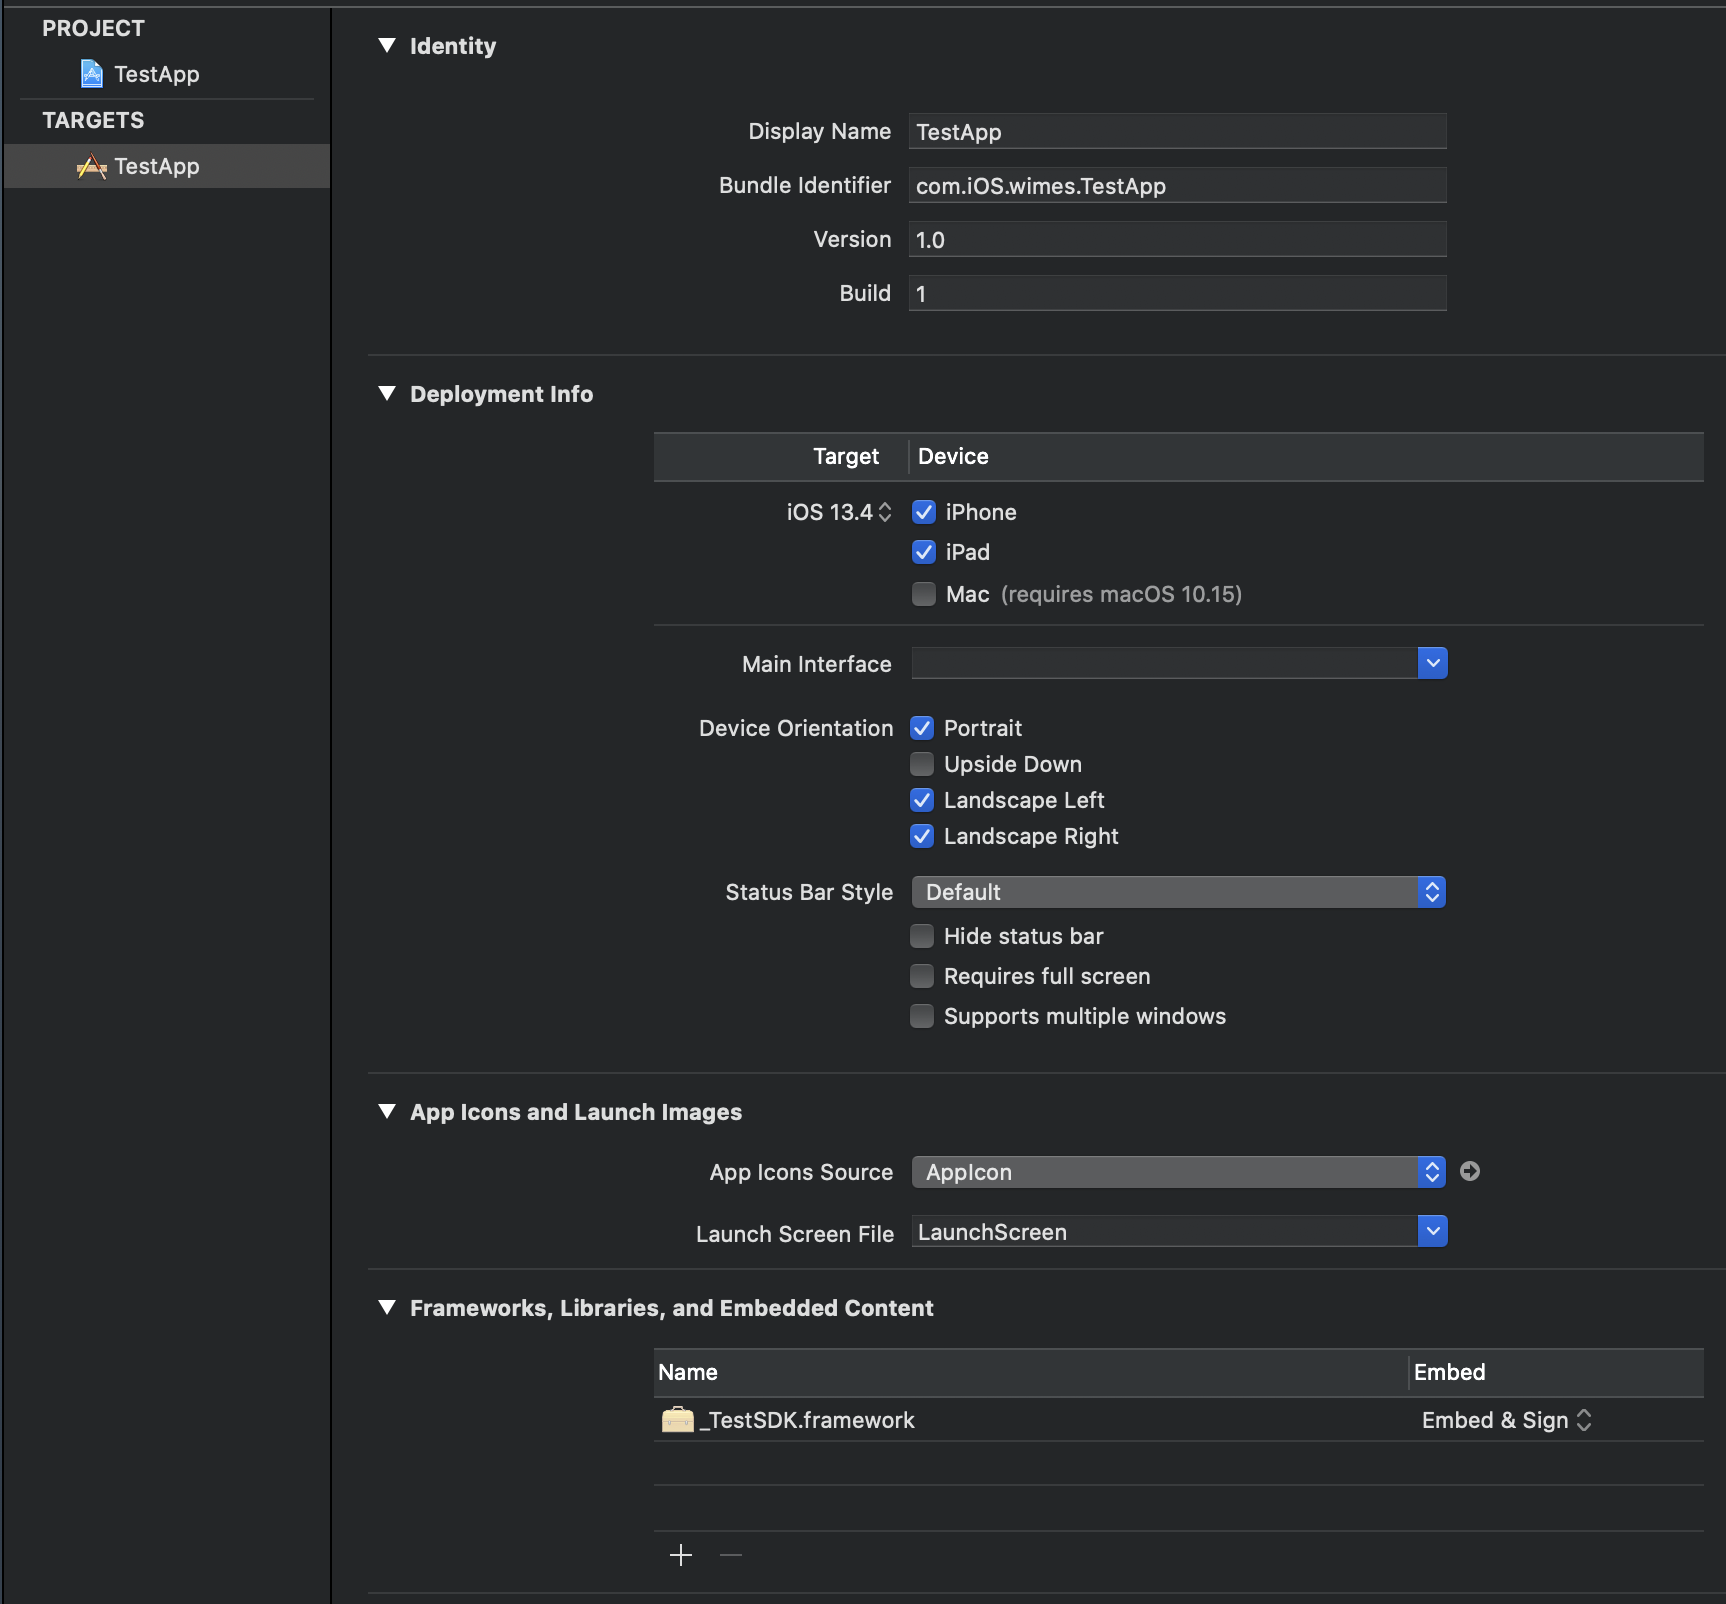 PROJECT
TestApp
TARGETS
TestApp
Identity
Display Name TestApp
Bundle Identifier com.iOS.wimes.TestApp
Version 1.0
Build 1
Deployment Info
Target Device
iOS 13.4 iPhone
iPad
Mac (requires macOS 10.15)
Main Interface
Device Orientation Portrait
Upside Down
Landscape Left
Landscape Right
Status Bar Style Default
Hide status bar
Requires full screen
Supports multiple windows
App Icons and Launch Images
App Icons Source AppIcon
Launch Screen File LaunchScreen
Frameworks, Libraries, and Embedded Content
Name Embed
_TestSDK.framework Embed & Sign